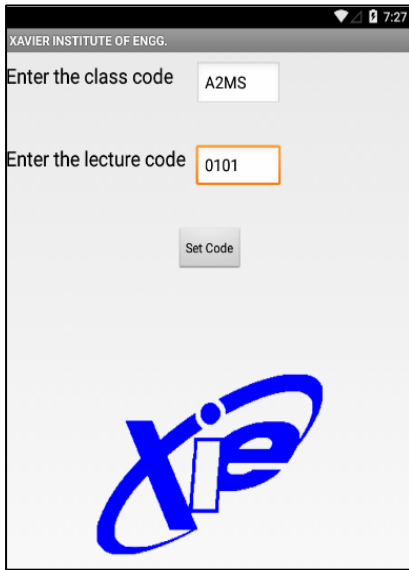 7:27
XAVIER INSTITUTE OF ENGG.
Enter the class code A2MS
Enter the lecture code 0101
Set Code
Xie